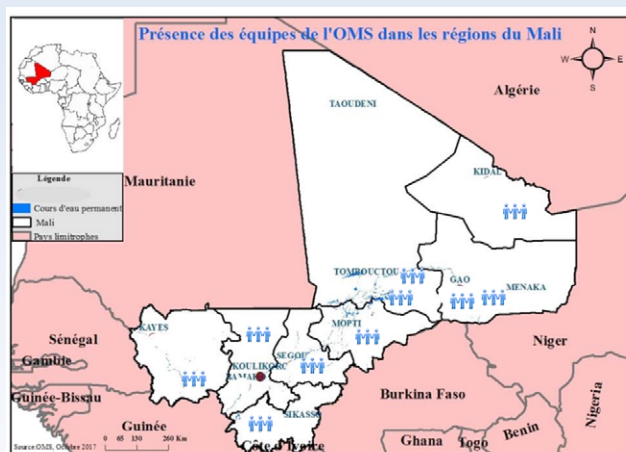 Présence des équipes de l'OMS dans les régions du Mali
N
W
E
S
Algérie
TAOUDENI
KIDAL
Légende
Cours d'eau permanent
Mali
Pays limitrophes
Mauritanie
TOMBOUCTOU
GAO
MENAKA
MOPTI
KAYES
SEGOU
Sénégal
Niger
Gambie
Guinée-Bissau
SIKASSO
Burkina Faso
Nigeria
Guinée
Côte d'Ivoire
Ghana
Togo
Benin
Source:OMS, Octobre 2017
0 65 130 260 Km